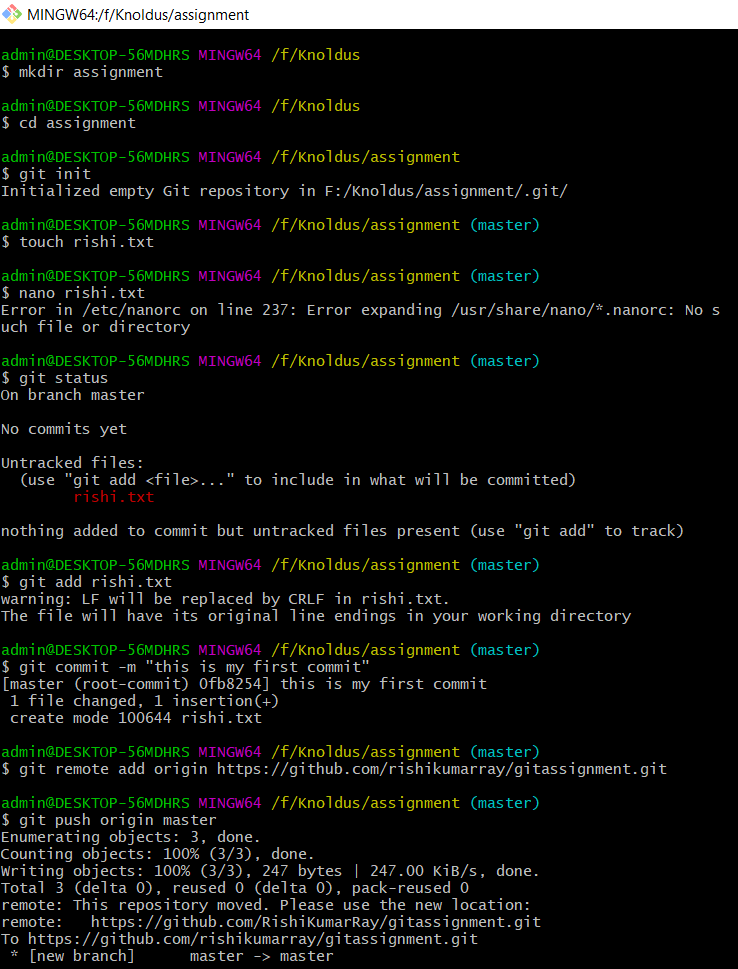 MINGW64:/f/Knoldus/assignment
admin@DESKTOP-56MDHRS MINGW64 /f/Knoldus
$ mkdir assignment
admin@DESKTOP-56MDHRS MINGW64 /f/Knoldus
$ cd assignment
admin@DESKTOP-56MDHRS MINGW64 /f/Knoldus/assignment
$ git init
Initialized empty Git repository in F:/Knoldus/assignment/.git/
admin@DESKTOP-56MDHRS MINGW64 /f/Knoldus/assignment (master)
$ touch rishi.txt
admin@DESKTOP-56MDHRS MINGW64 /f/Knoldus/assignment (master)
$ nano rishi.txt
Error in /etc/nanorc on line 237: Error expanding /usr/share/nano/*.nanorc: No s
uch file or directory
admin@DESKTOP-56MDHRS MINGW64 /f/Knoldus/assignment (master)
$ git status
On branch master
No commits yet
Untracked files:
  (use "git add <file>..." to include in what will be committed)
        rishi.txt
nothing added to commit but untracked files present (use "git add" to track)
admin@DESKTOP-56MDHRS MINGW64 /f/Knoldus/assignment (master)
$ git add rishi.txt
warning: LF will be replaced by CRLF in rishi.txt.
The file will have its original line endings in your working directory
admin@DESKTOP-56MDHRS MINGW64 /f/Knoldus/assignment (master)
$ git commit -m "this is my first commit"
[master (root-commit) 0fb8254] this is my first commit
 1 file changed, 1 insertion(+)
 create mode 100644 rishi.txt
admin@DESKTOP-56MDHRS MINGW64 /f/Knoldus/assignment (master)
$ git remote add origin https://github.com/rishikumarray/gitassignment.git
admin@DESKTOP-56MDHRS MINGW64 /f/Knoldus/assignment (master)
$ git push origin master
Enumerating objects: 3, done.
Counting objects: 100% (3/3), done.
Writing objects: 100% (3/3), 247 bytes | 247.00 KiB/s, done.
Total 3 (delta 0), reused 0 (delta 0), pack-reused 0
remote: This repository moved. Please use the new location:
remote:   https://github.com/RishiKumarRay/gitassignment.git
To https://github.com/rishikumarray/gitassignment.git
 * [new branch]      master -> master